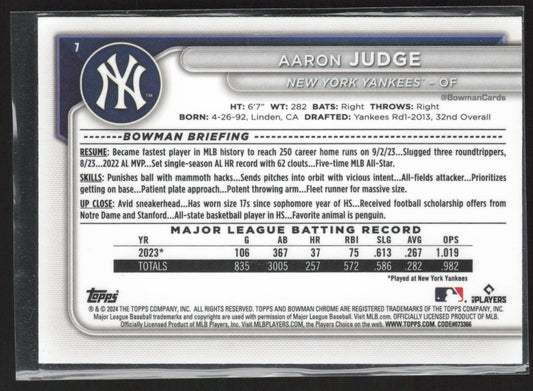 7
NY
AARON JUDGE
NEW YORK YANKEES™ – OF
@BowmanCards
HT: 6'7" WT: 282 BATS: Right THROWS: Right
BORN: 4-26-92, Linden, CA DRAFTED: Yankees Rd1-2013, 32nd Overall
BOWMAN BRIEFING
RESUME: Became fastest player in MLB history to reach 250 career home runs on 9/2/23...Slugged three roundtrippers,
8/23...2022 AL MVP...Set single-season AL HR record with 62 clouts...Five-time MLB All-Star.
SKILLS: Punishes ball with mammoth hacks...Sends pitches into orbit with vicious intent...All-fields attacker...Prioritizes
getting on base...Patient plate approach...Potent throwing arm...Fleet runner for massive size.
UP CLOSE: Avid sneakerhead...Has worn size 17s since sophomore year of HS...Received football scholarship offers from
Notre Dame and Stanford...All-state basketball player in HS...Favorite animal is penguin.
MAJOR LEAGUE BATTING RECORD
YR G AB HR RBI SLG AVG OPS
2023* 106 367 37 75 .613 .267 1.019
TOTALS 835 3005 257 572 .586 .282 .982
*Played at New York Yankees
topps
PLAYERS
® & © 2024 THE TOPPS COMPANY, INC. ALL RIGHTS RESERVED. TOPPS AND BOWMAN CHROME ARE REGISTERED TRADEMARKS OF THE TOPPS COMPANY, INC.
Major League Baseball trademarks and copyrights are used with permission of Major League Baseball. Visit MLB.com. OFFICIALLY LICENSED PRODUCT OF MLB.
Officially Licensed Product of MLB Players, Inc. Visit MLBPLAYERS.com, the Players Choice on the web. WWW.TOPPS.COM. CODE#073366